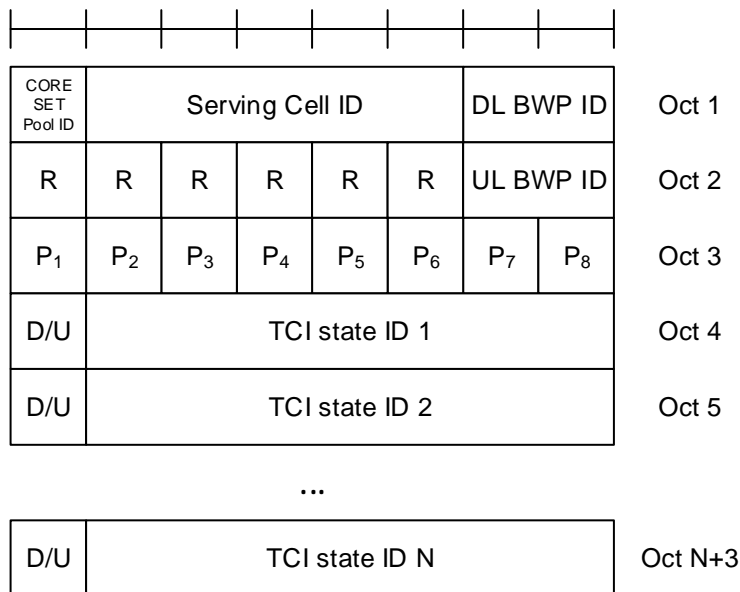 CORE
SET
Pool ID
Serving Cell ID
DL BWP ID
Oct 1
R R R R R R UL BWP ID Oct 2
P1 P2 P3 P4 P5 P6 P7 P8 Oct 3
D/U TCI state ID 1 Oct 4
D/U TCI state ID 2 Oct 5
...
D/U TCI state ID N Oct N+3